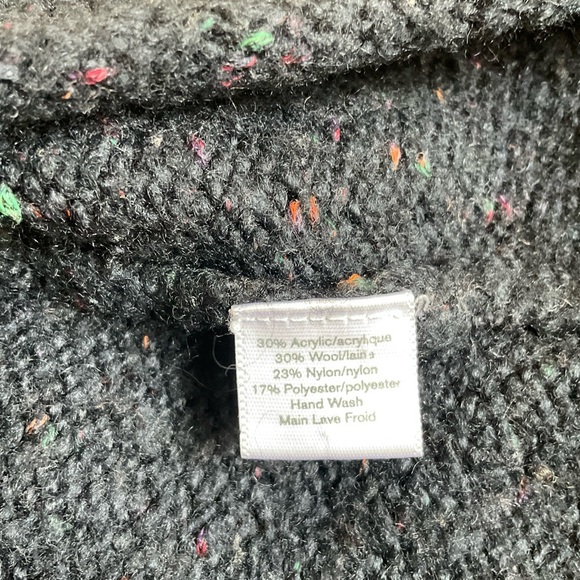 30% Acrylic/acrylique
30% Wool/laine
23% Nylon/nylon
17% Polyester/polyester
Hand Wash
Main Lave Froid